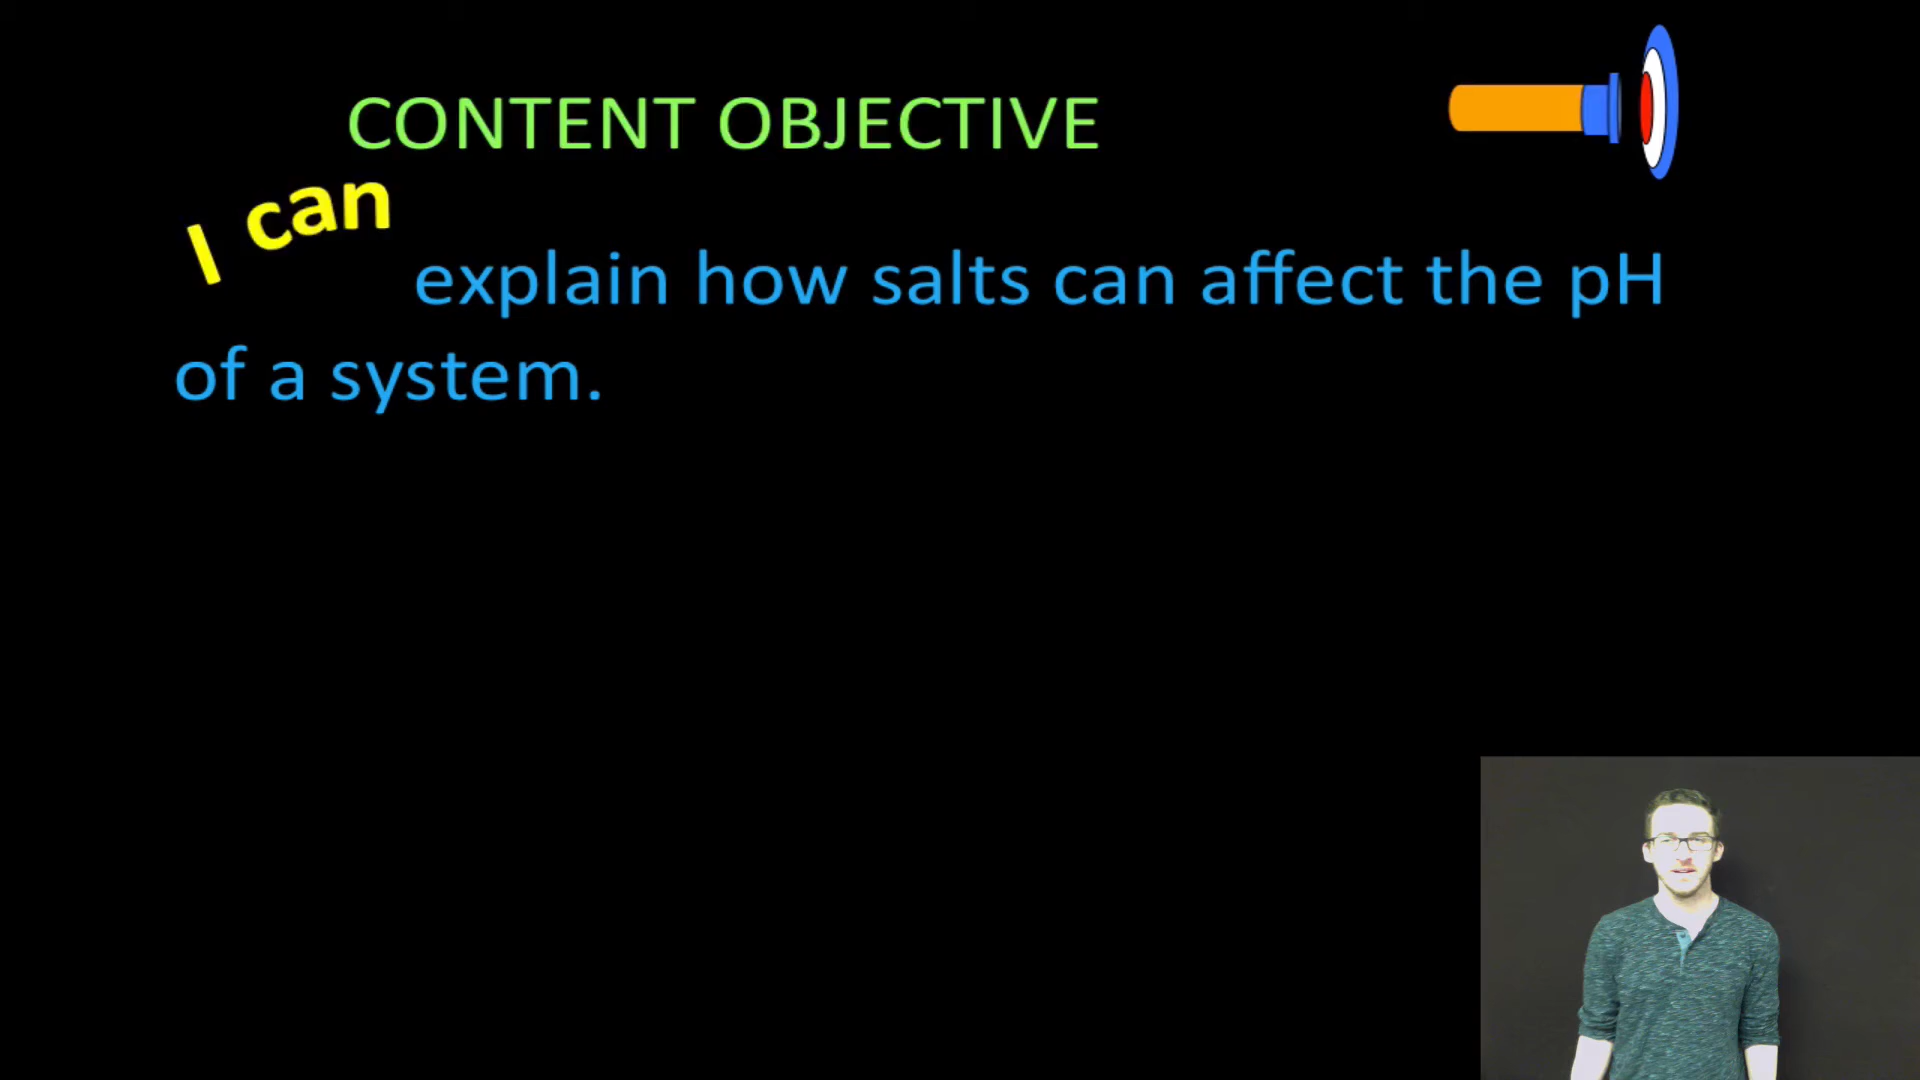 CONTENT OBJECTIVE
I can
explain how salts can affect the pH
of a system.